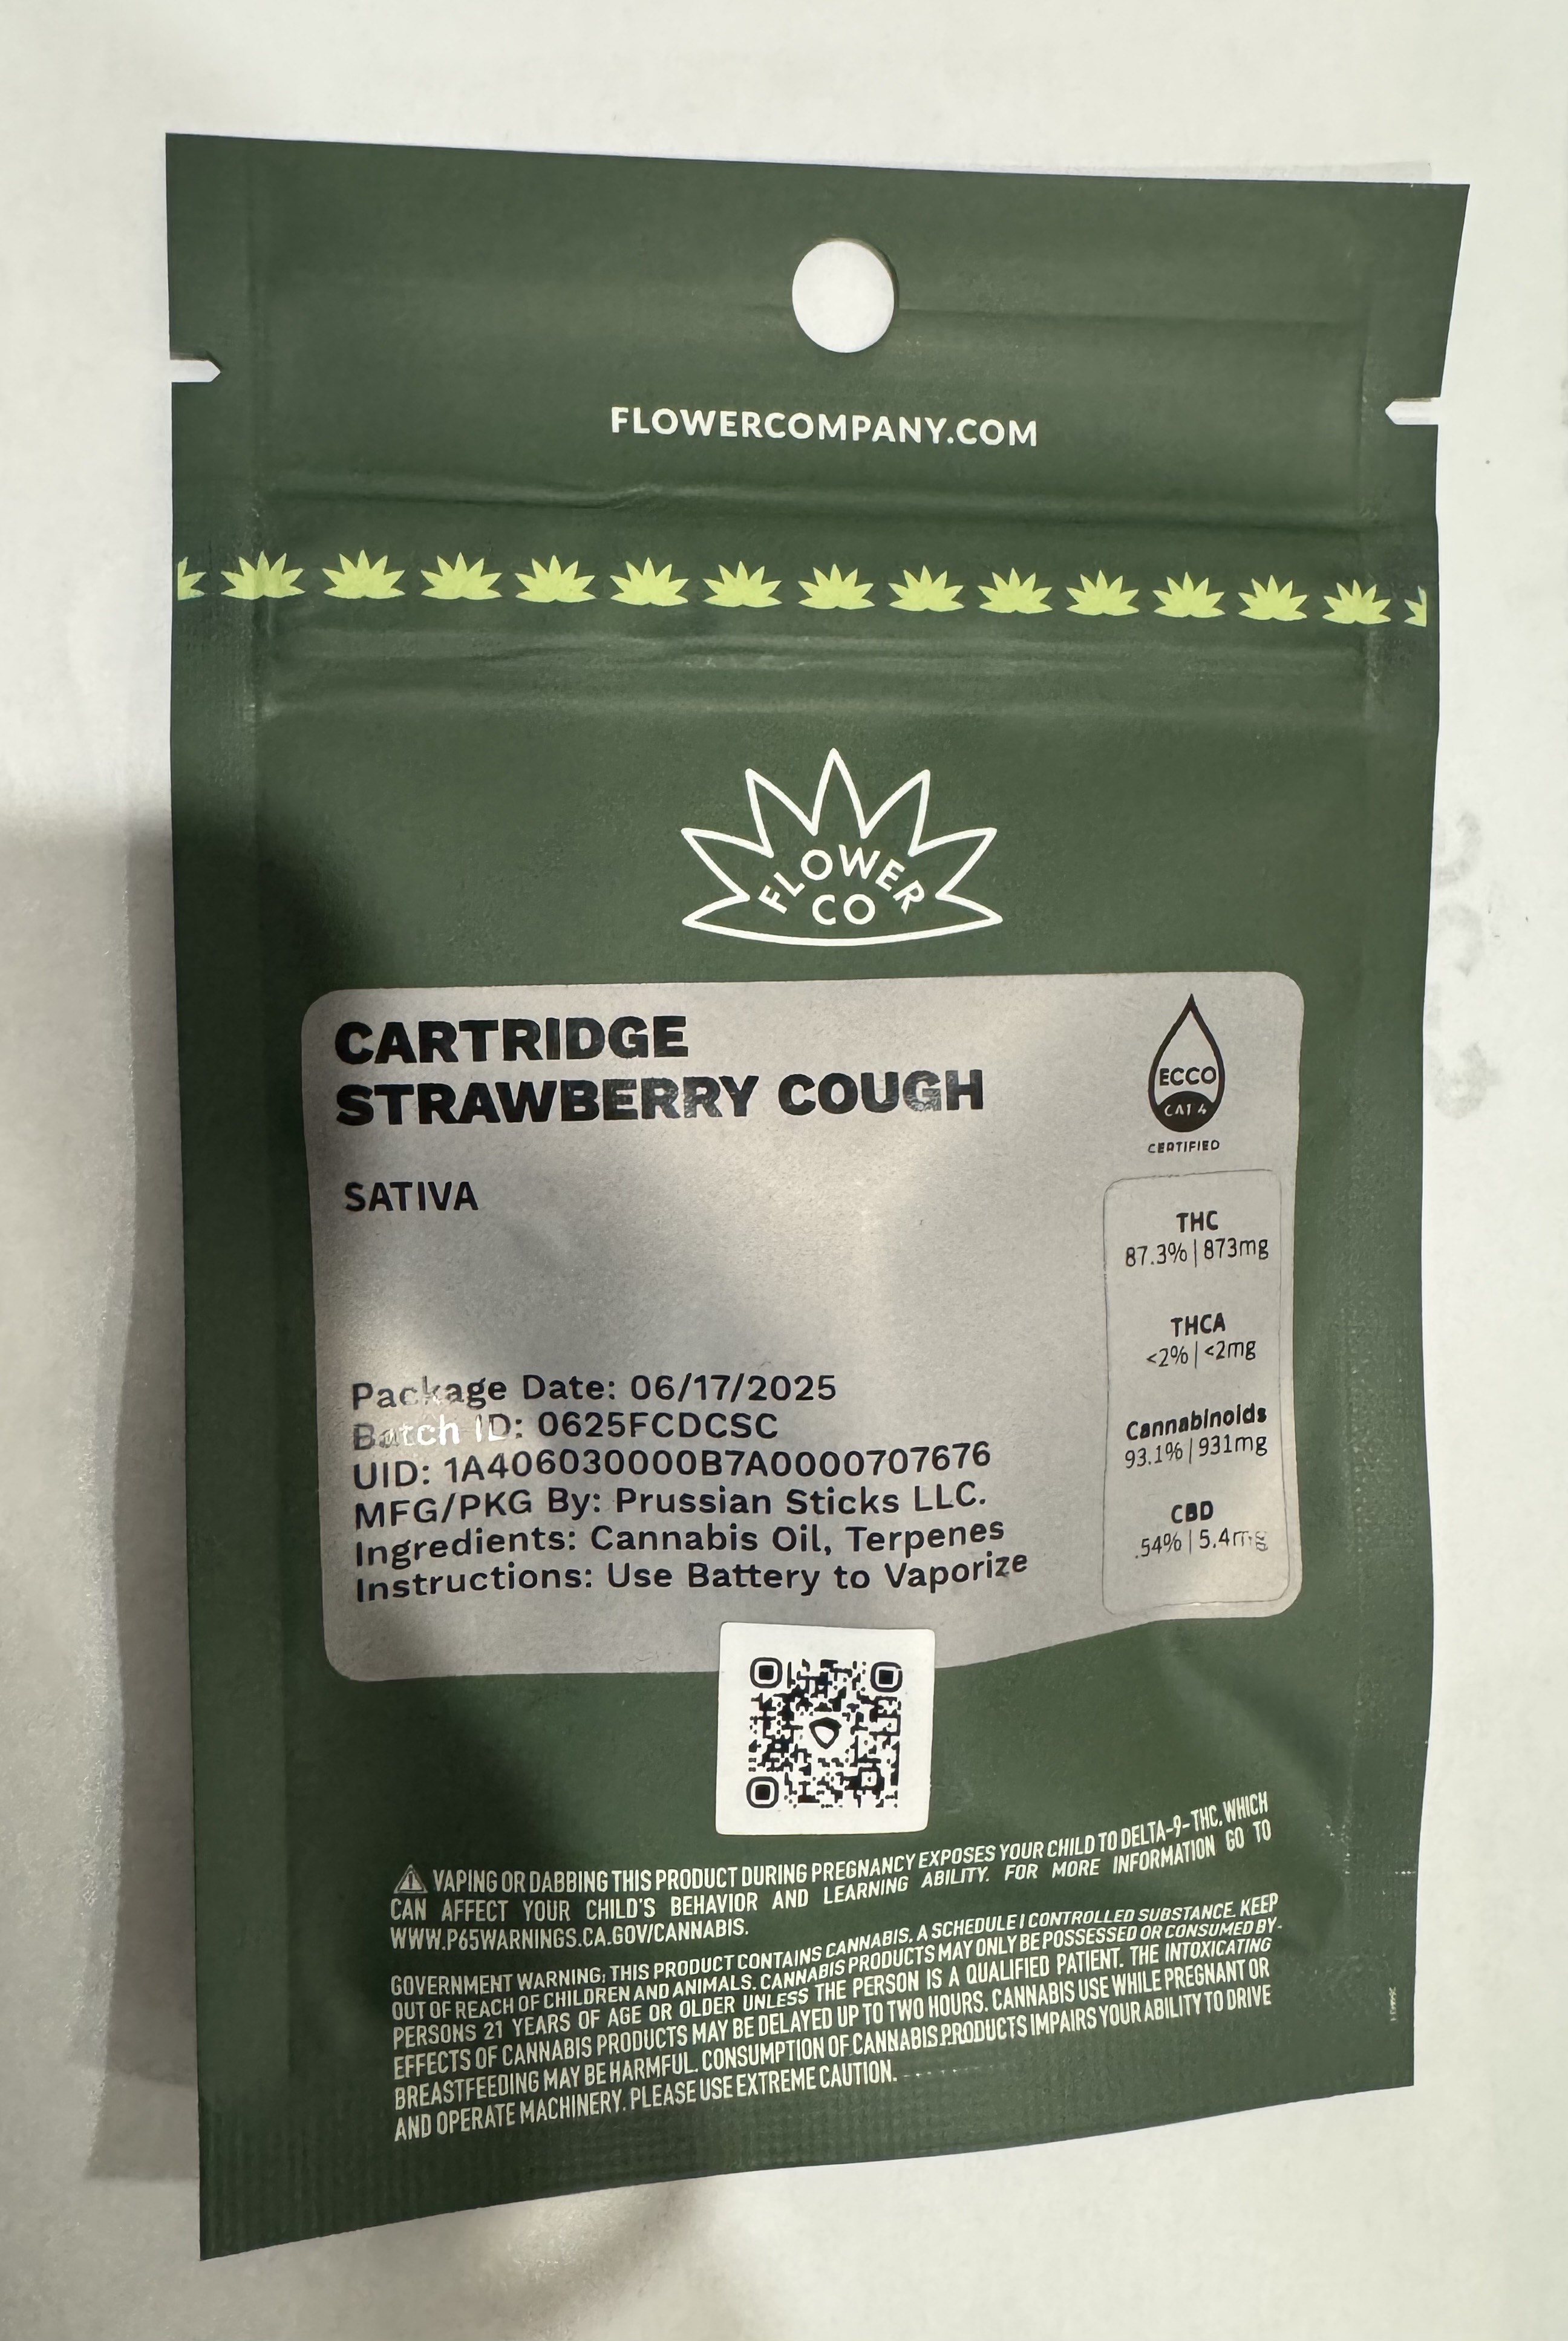 FLOWERCOMPANY.COM
FLOWER
CO
CARTRIDGE
STRAWBERRY COUGH
SATIVA
ECCO
CAT 4
CERTIFIED
THC
87.3% | 873mg
THCA
<2% | <2mg
Cannabinoids
93.1% | 931mg
CBD
.54% | 5.4mg
Package Date: 06/17/2025
Batch ID: 0625FCDCSC
UID: 1A406030000B7A0000707676
MFG/PKG By: Prussian Sticks LLC.
Ingredients: Cannabis Oil, Terpenes
Instructions: Use Battery to Vaporize
VAPING OR DABBING THIS PRODUCT DURING PREGNANCY EXPOSES YOUR CHILD TO DELTA-9-THC, WHICH
CAN AFFECT YOUR CHILD'S BEHAVIOR AND LEARNING ABILITY. FOR MORE INFORMATION GO TO
WWW.P65WARNINGS.CA.GOV/CANNABIS.
GOVERNMENT WARNING: THIS PRODUCT CONTAINS CANNABIS, A SCHEDULE I CONTROLLED SUBSTANCE. KEEP
OUT OF REACH OF CHILDREN AND ANIMALS. CANNABIS PRODUCTS MAY ONLY BE POSSESSED OR CONSUMED BY
PERSONS 21 YEARS OF AGE OR OLDER UNLESS THE PERSON IS A QUALIFIED PATIENT. THE INTOXICATING
EFFECTS OF CANNABIS PRODUCTS MAY BE DELAYED UP TO TWO HOURS. CANNABIS USE WHILE PREGNANT OR
BREASTFEEDING MAY BE HARMFUL. CONSUMPTION OF CANNABIS PRODUCTS IMPAIRS YOUR ABILITY TO DRIVE
AND OPERATE MACHINERY. PLEASE USE EXTREME CAUTION.